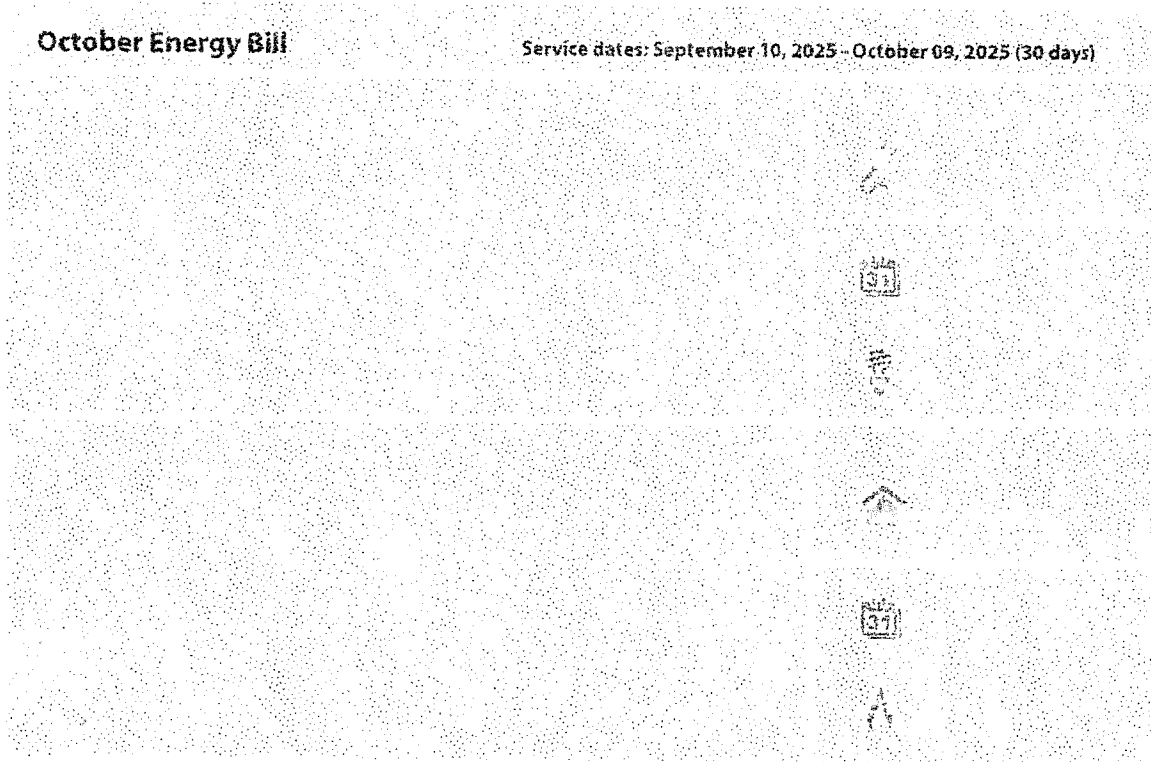 October Energy Bill
Service dates: September 10, 2025 - October 09, 2025 (30 days)
31
31